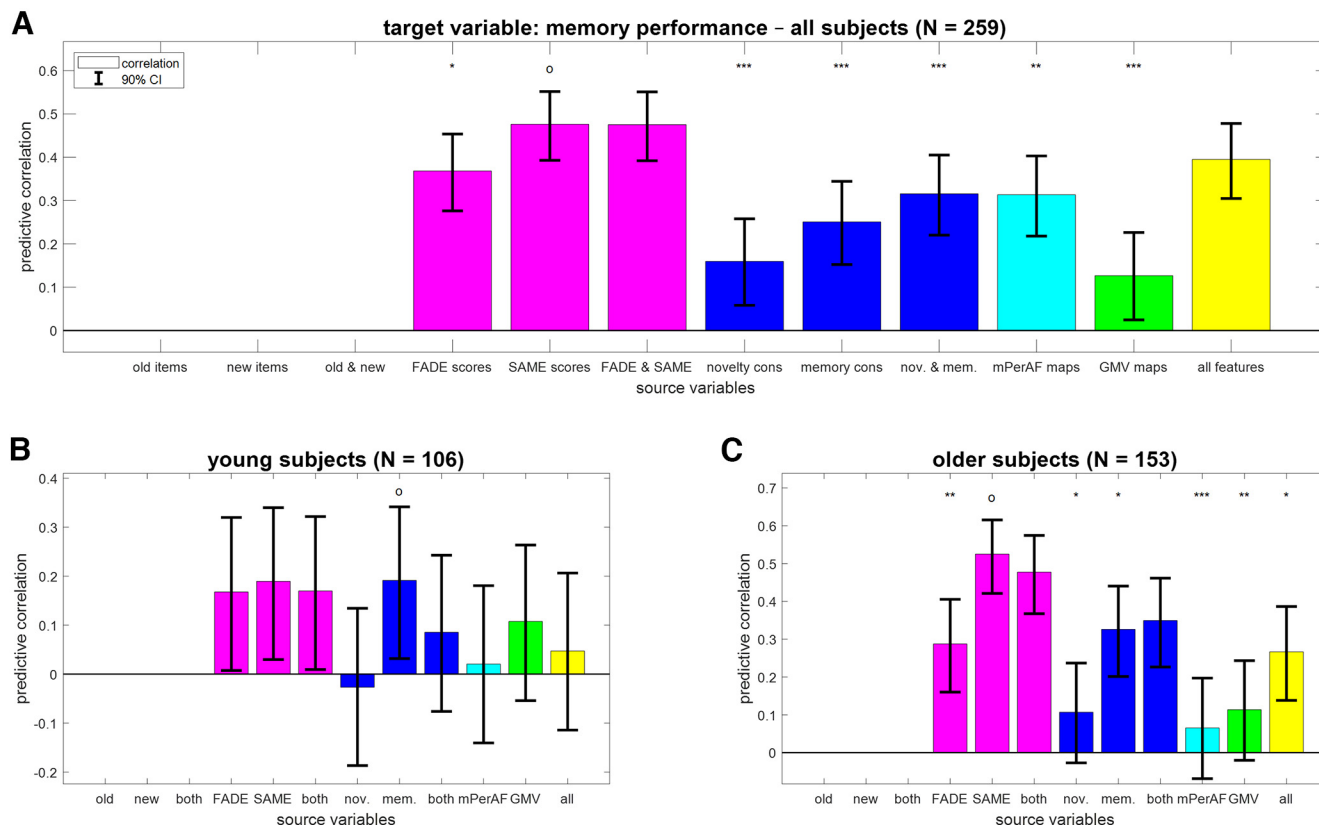 A
target variable: memory performance – all subjects (N = 259)
correlation
90% CI
* o *** *** *** ** ***
0.6
0.5
0.4
0.3
0.2
0.1
0
predictive correlation
old items new items old & new FADE scores SAME scores FADE & SAME novelty cons memory cons nov. & mem. mPerAF maps GMV maps all features
source variables
B
young subjects (N = 106)
o
0.4
0.3
0.2
0.1
0
-0.1
-0.2
predictive correlation
old new both FADE SAME both nov. mem. both mPerAF GMV all
source variables
C
older subjects (N = 153)
** o * * *** ** *
0.7
0.6
0.5
0.4
0.3
0.2
0.1
0
predictive correlation
old new both FADE SAME both nov. mem. both mPerAF GMV all
source variables